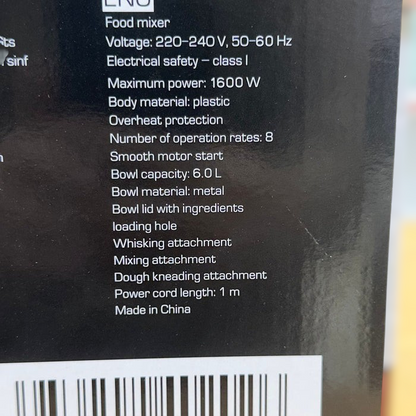 ENG
Food mixer
Voltage: 220–240 V, 50–60 Hz
Electrical safety – class I
Maximum power: 1600 W
Body material: plastic
Overheat protection
Number of operation rates: 8
Smooth motor start
Bowl capacity: 6.0 L
Bowl material: metal
Bowl lid with ingredients
loading hole
Whisking attachment
Mixing attachment
Dough kneading attachment
Power cord length: 1 m
Made in China